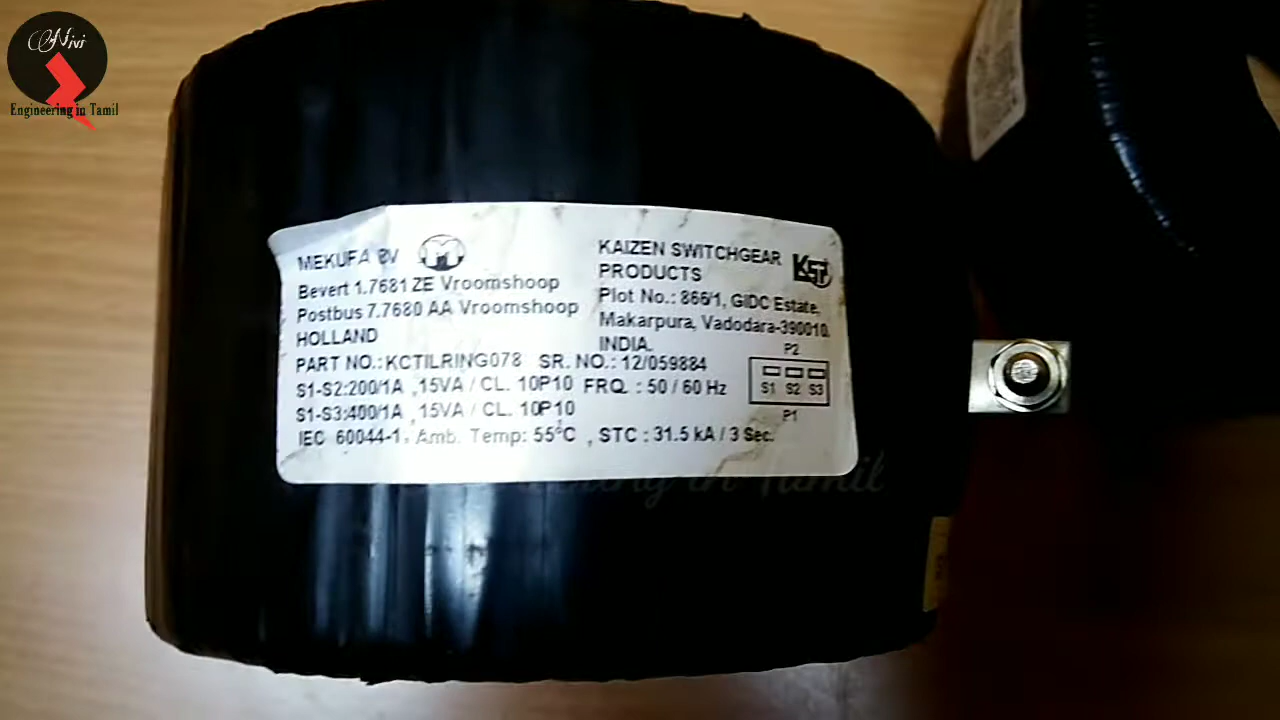 Nivi
Engineering in Tamil
MEKUFA BV
Bevert 1.7681 ZE Vroomshoop
Postbus 7.7680 AA Vroomshoop
HOLLAND
KAIZEN SWITCHGEAR
PRODUCTS
Plot No.: 866/1, GIDC Estate,
Makarpura, Vadodara-390010.
INDIA.
KSP
PART NO.:KCTILRING078 SR. NO.: 12/059884
S1-S2:200/1A ,15VA / CL. 10P10 FRQ. : 50 / 60 Hz
S1-S3:400/1A ,15VA / CL. 10P10
IEC 60044-1, Amb. Temp: 55°C , STC : 31.5 kA / 3 Sec.
P2
S1 S2 S3
P1
in Tamil